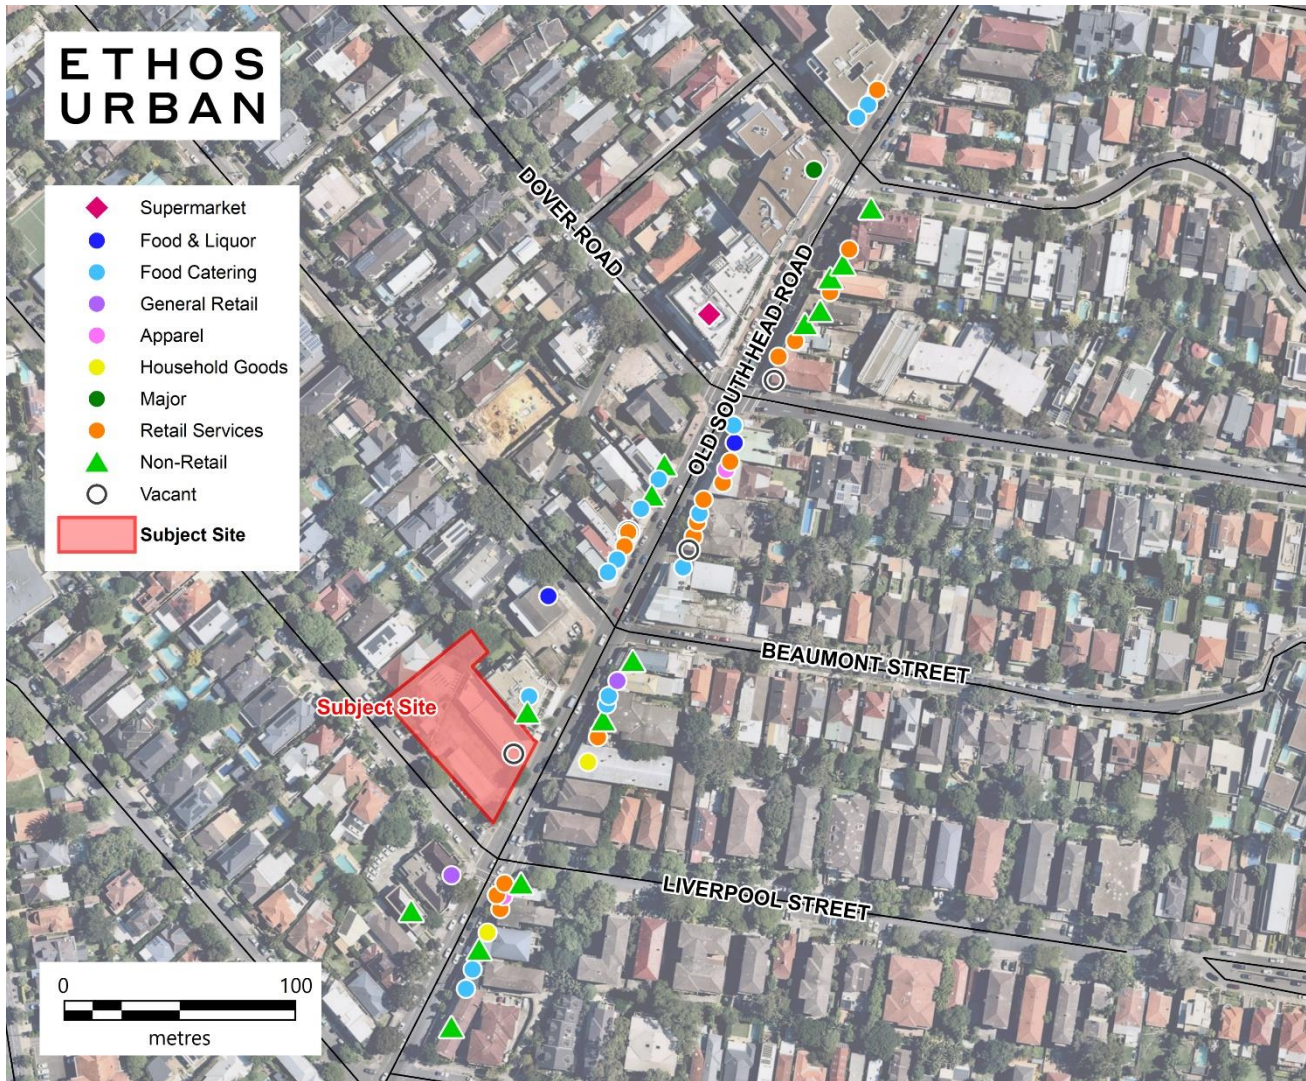 ETHOS
URBAN
Supermarket
Food & Liquor
Food Catering
General Retail
Apparel
Household Goods
Major
Retail Services
Non-Retail
Vacant
Subject Site
DOVER ROAD
OLD SOUTH HEAD ROAD
BEAUMONT STREET
Subject Site
LIVERPOOL STREET
0 100
metres